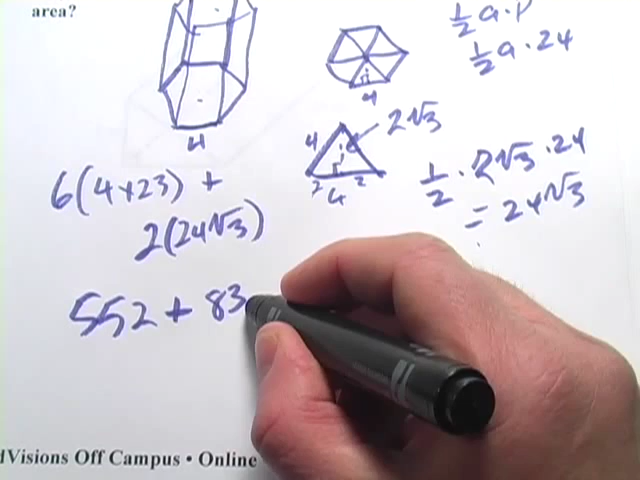 area?
½ a · P
½ a · 24
4
4
4
2√3
2
2
4
½ · 2√3 · 24
= 24√3
6(4×23) +
2(24√3)
552 + 83
dVisions Off Campus • Online